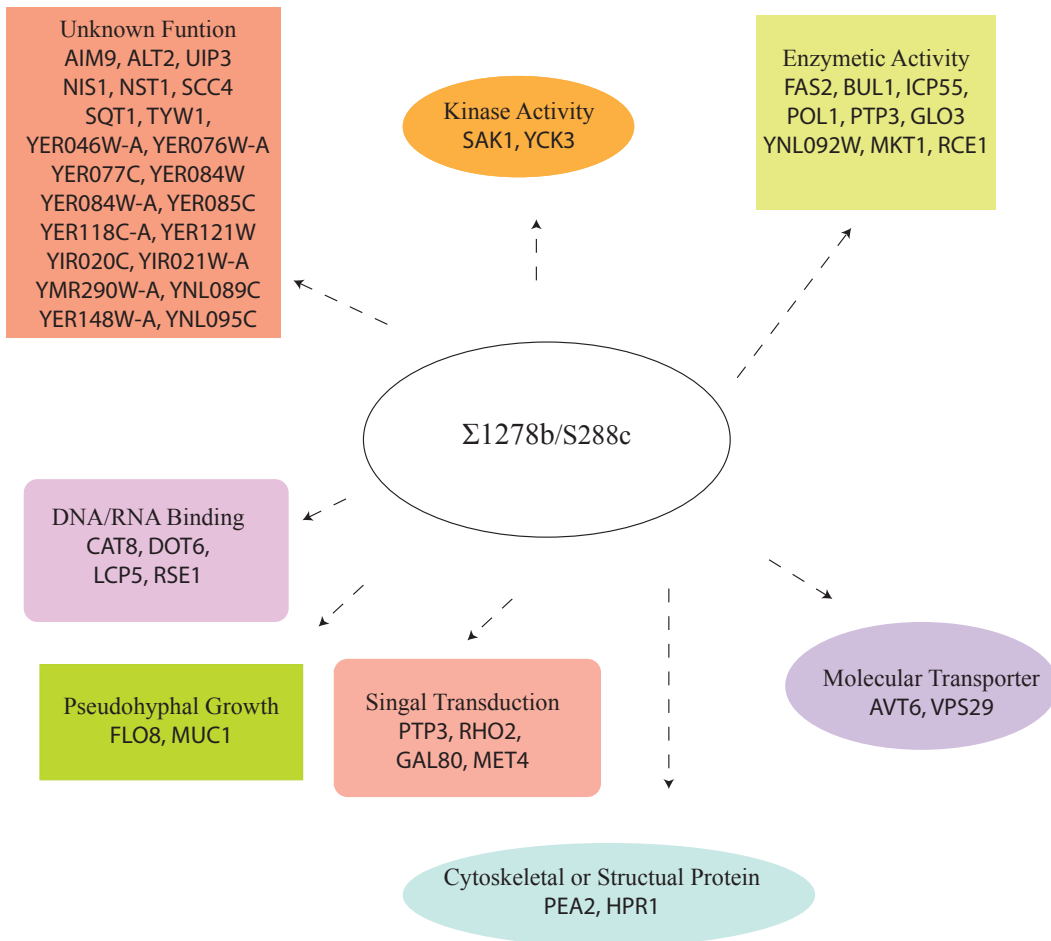 Unknown Funtion
AIM9, ALT2, UIP3
NIS1, NST1, SCC4
SQT1, TYW1,
YER046W-A, YER076W-A
YER077C, YER084W
YER084W-A, YER085C
YER118C-A, YER121W
YIR020C, YIR021W-A
YMR290W-A, YNL089C
YER148W-A, YNL095C
Kinase Activity
SAK1, YCK3
Enzymetic Activity
FAS2, BUL1, ICP55,
POL1, PTP3, GLO3
YNL092W, MKT1, RCE1
Σ1278b/S288c
DNA/RNA Binding
CAT8, DOT6,
LCP5, RSE1
Pseudohyphal Growth
FLO8, MUC1
Singal Transduction
PTP3, RHO2,
GAL80, MET4
Molecular Transporter
AVT6, VPS29
Cytoskeletal or Structual Protein
PEA2, HPR1